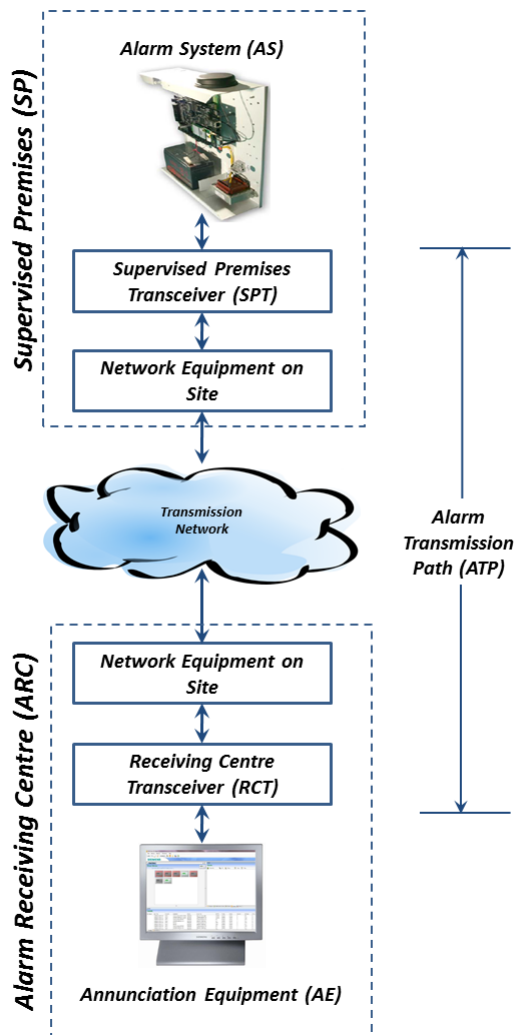 Supervised Premises (SP)
Alarm System (AS)
Supervised Premises
Transceiver (SPT)
Network Equipment on
Site
Transmission
Network
Alarm
Transmission
Path (ATP)
Alarm Receiving Centre (ARC)
Network Equipment on
Site
Receiving Centre
Transceiver (RCT)
Annunciation Equipment (AE)